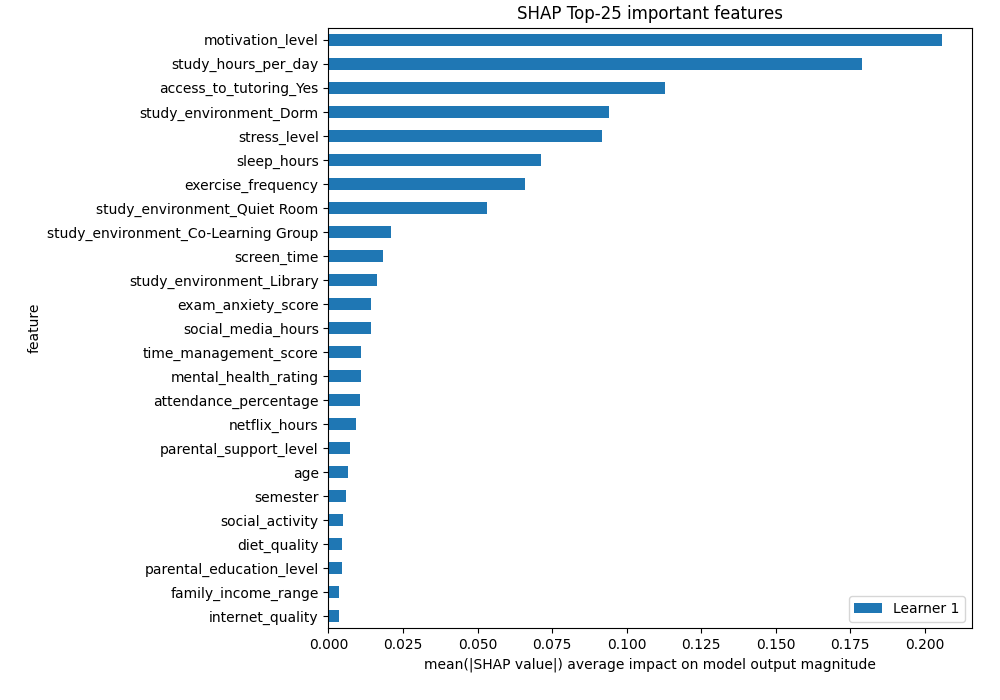 SHAP Top-25 important features
motivation_level
study_hours_per_day
access_to_tutoring_Yes
study_environment_Dorm
stress_level
sleep_hours
exercise_frequency
study_environment_Quiet Room
study_environment_Co-Learning Group
screen_time
study_environment_Library
exam_anxiety_score
social_media_hours
time_management_score
mental_health_rating
attendance_percentage
netflix_hours
parental_support_level
age
semester
social_activity
diet_quality
parental_education_level
family_income_range
internet_quality
feature
Learner 1
0.000 0.025 0.050 0.075 0.100 0.125 0.150 0.175 0.200
mean(|SHAP value|) average impact on model output magnitude